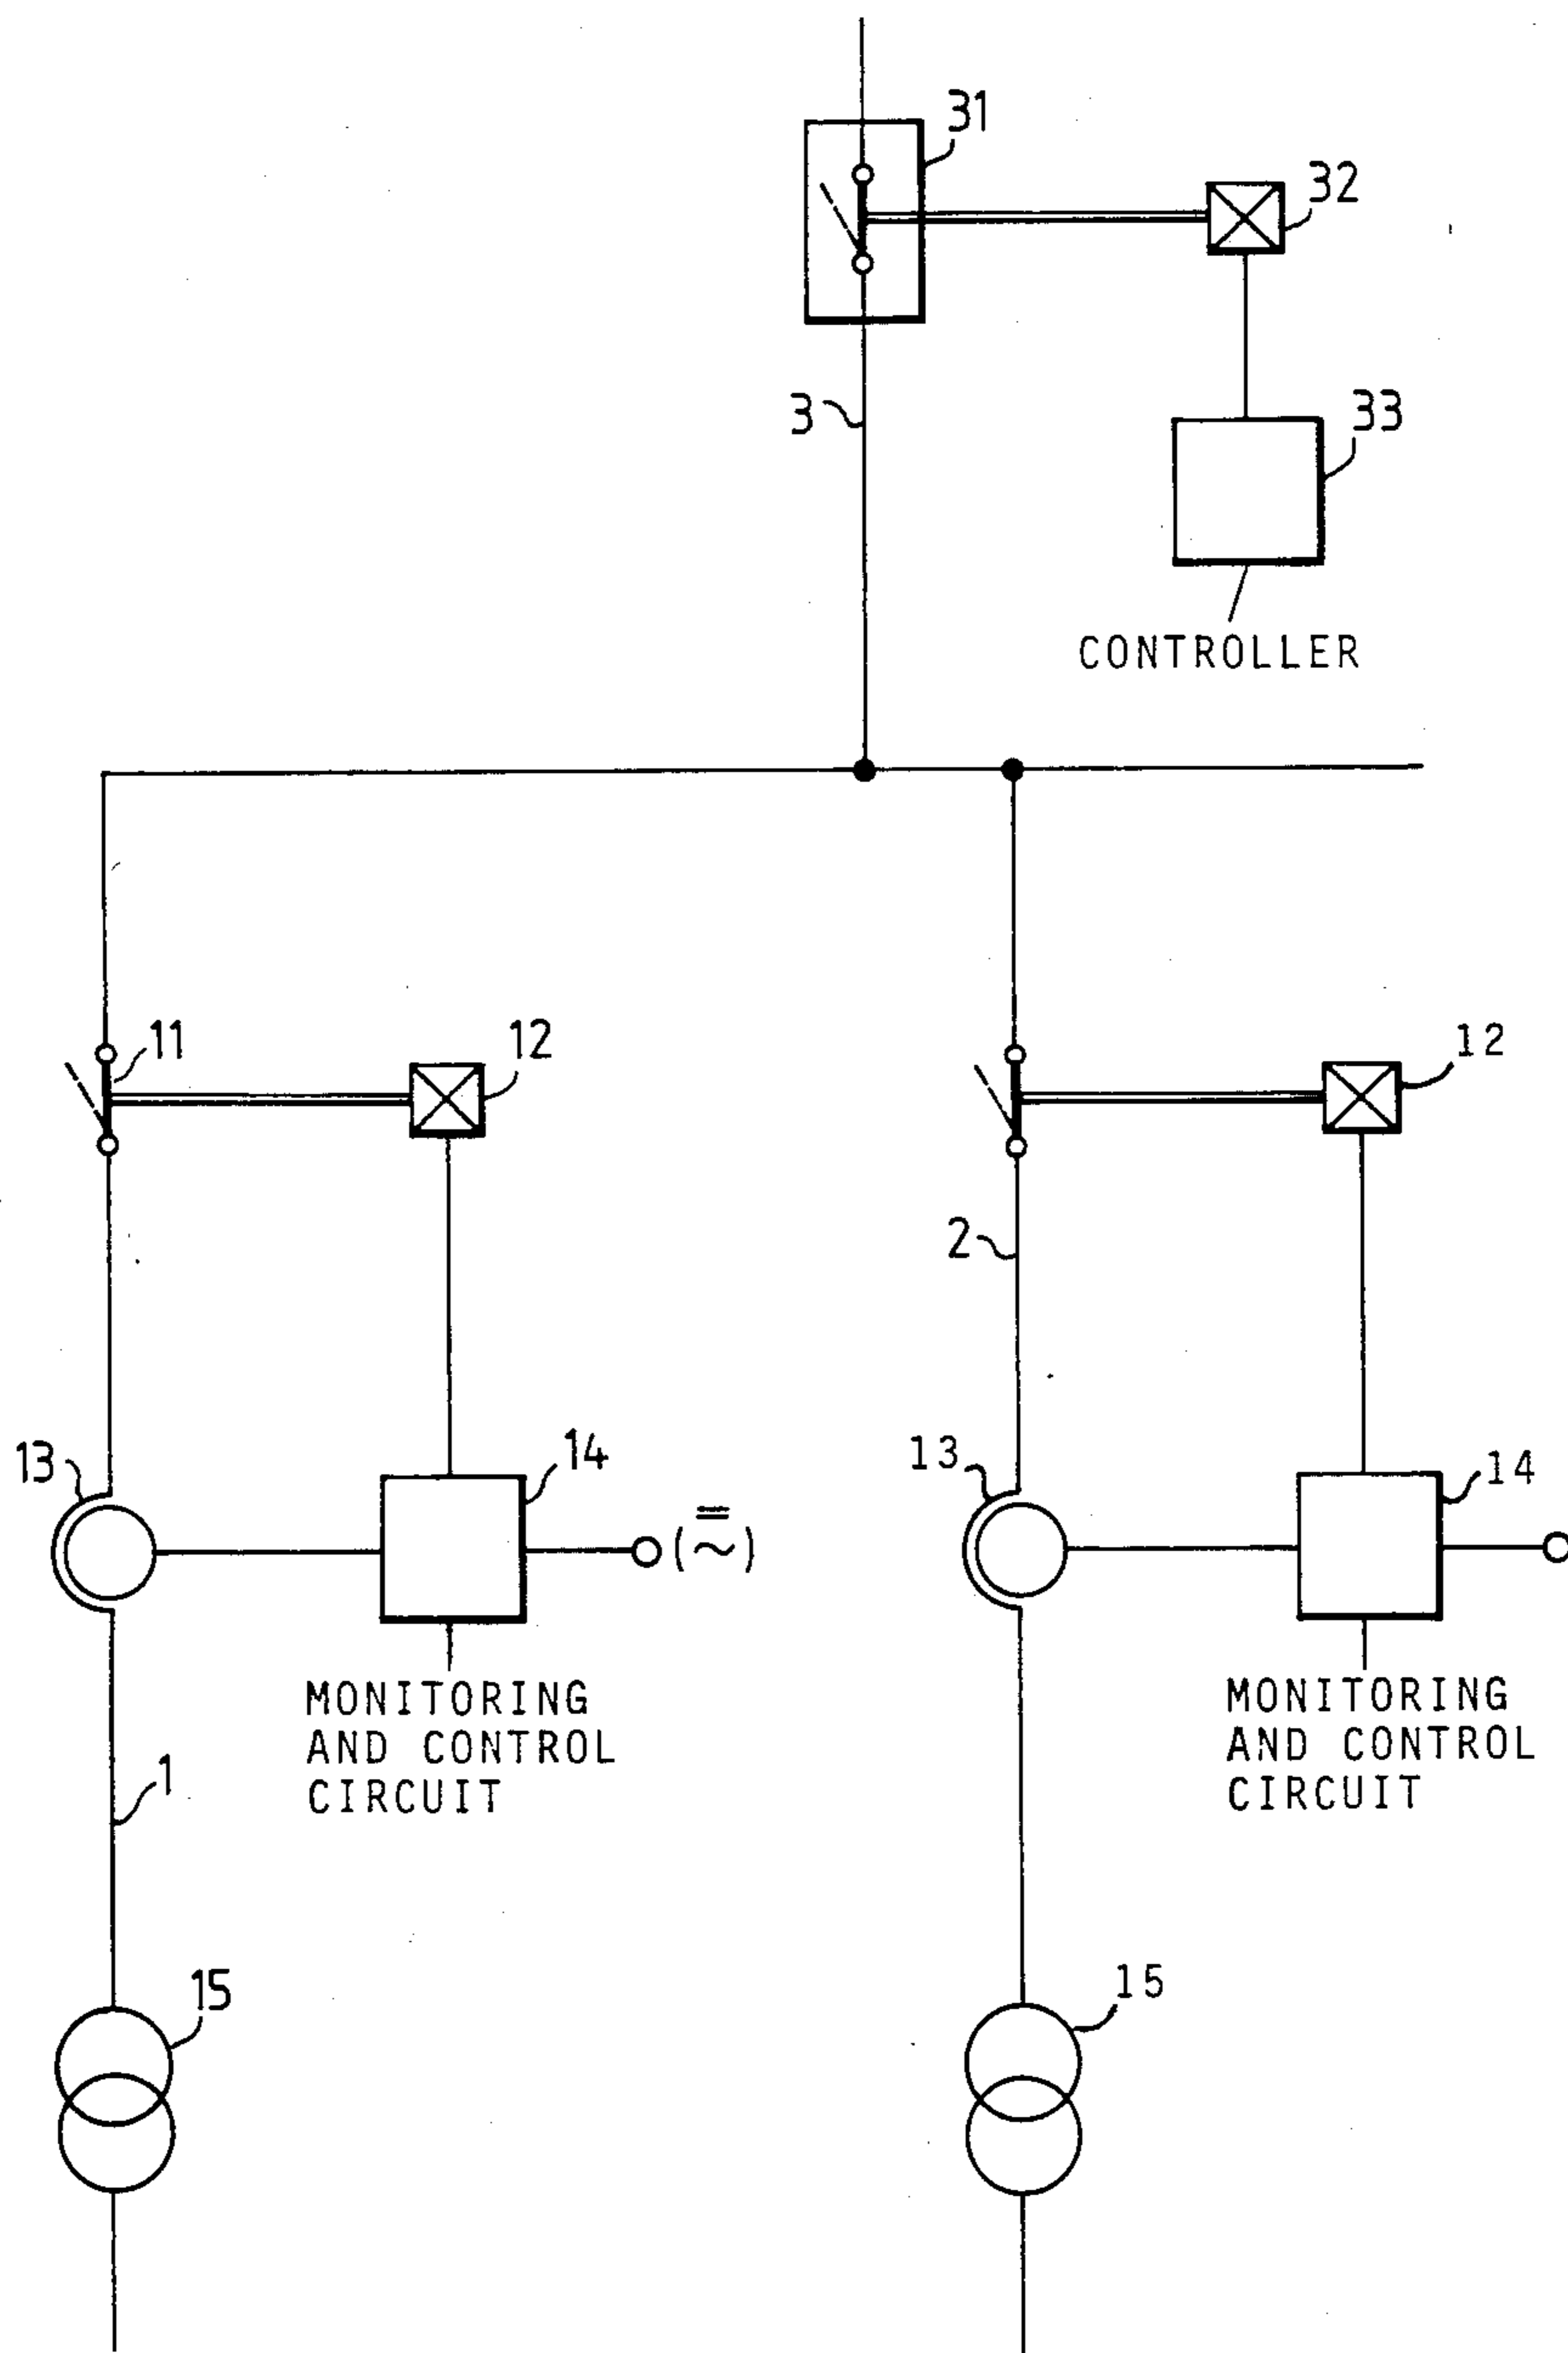 31
32
3
33
CONTROLLER
11
12
12
2
13
14
(≂)
13
14
MONITORING
AND CONTROL
CIRCUIT
MONITORING
AND CONTROL
CIRCUIT
1
15
15